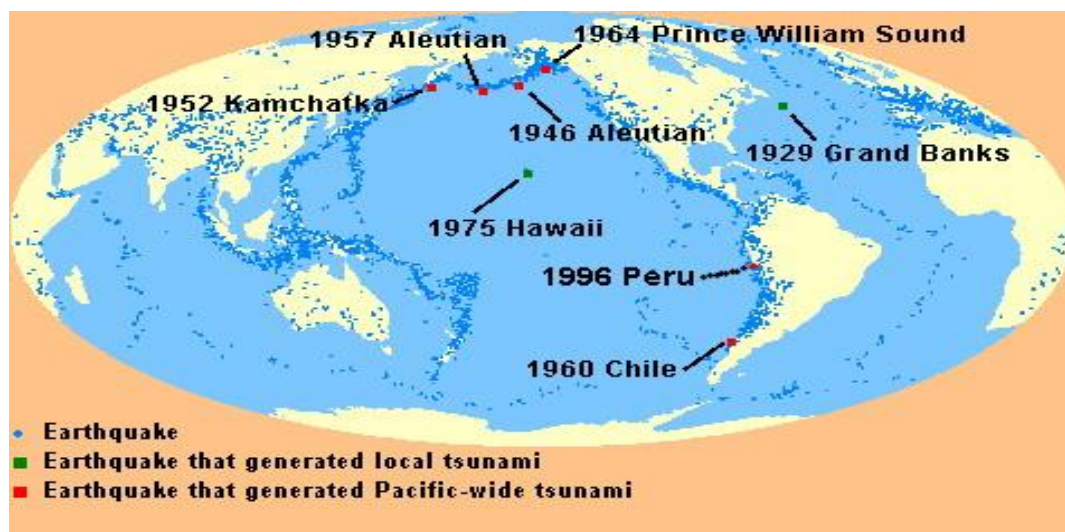 1957 Aleutian
1964 Prince William Sound
1952 Kamchatka
1946 Aleutian
1929 Grand Banks
1975 Hawaii
1996 Peru
1960 Chile
Earthquake
Earthquake that generated local tsunami
Earthquake that generated Pacific-wide tsunami